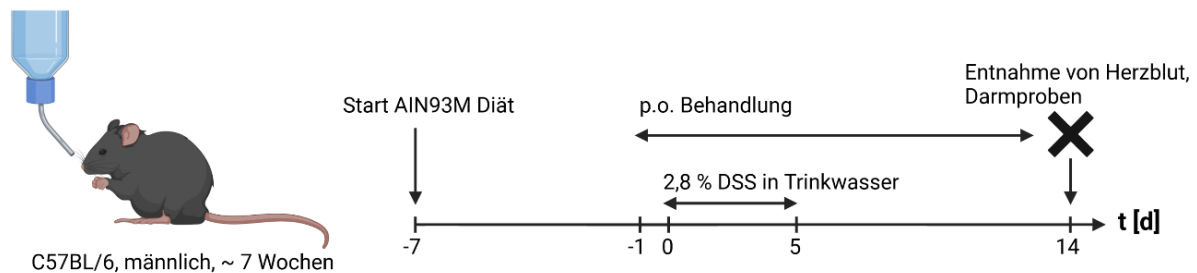 Entnahme von Herzblut,
Darmproben
Start AIN93M Diät
p.o. Behandlung
2,8 % DSS in Trinkwasser
t [d]
-7
-1
0
5
14
C57BL/6, männlich, ~ 7 Wochen